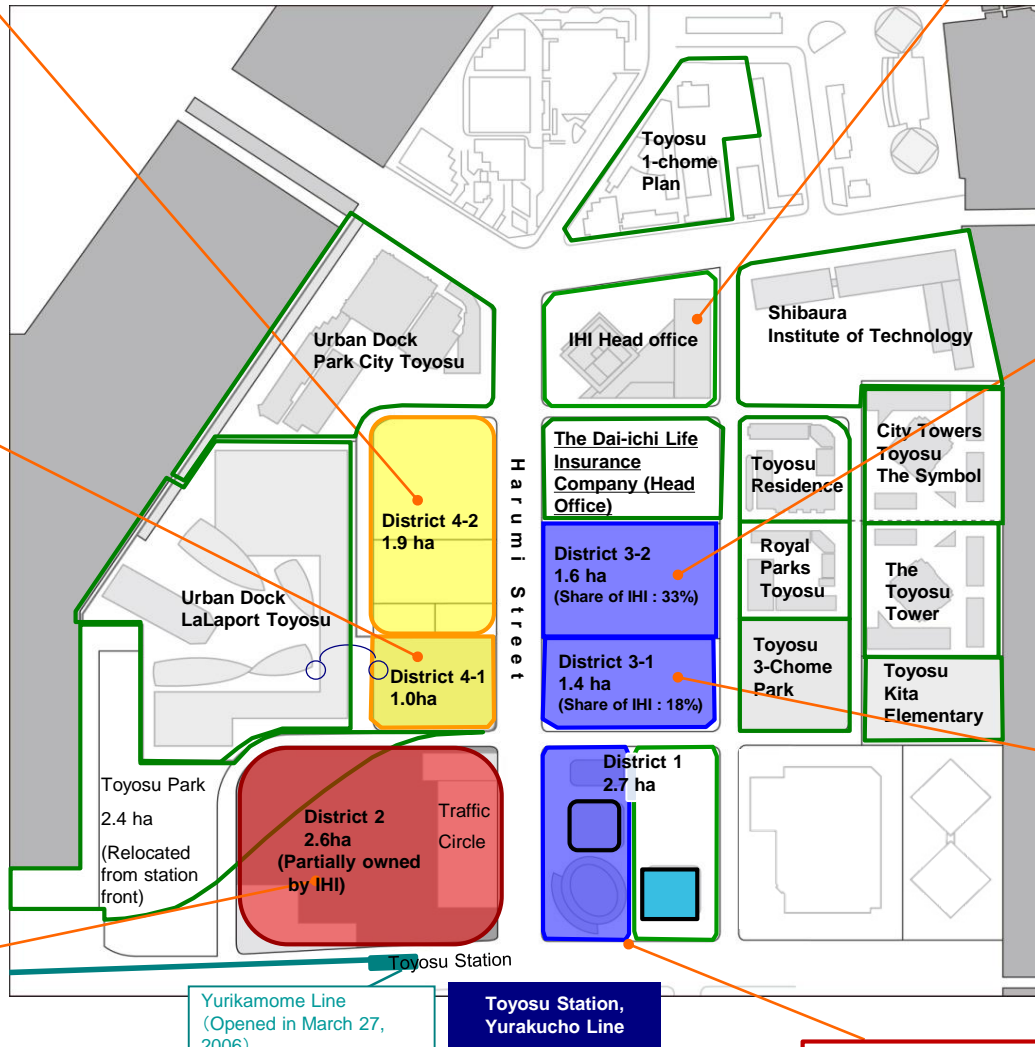 Toyosu
1-chome
Plan
Shibaura
Institute of Technology
IHI Head office
Urban Dock
Park City Toyosu
The Dai-ichi Life
Insurance
Company (Head
Office)
Toyosu
Residence
City Towers
Toyosu
The Symbol
Harumi Street
District 4-2
1.9 ha
District 3-2
1.6 ha
(Share of IHI : 33%)
Royal
Parks
Toyosu
The
Toyosu
Tower
Urban Dock
LaLaport Toyosu
District 4-1
1.0ha
District 3-1
1.4 ha
(Share of IHI : 18%)
Toyosu
3-Chome
Park
Toyosu
Kita
Elementary
Toyosu Park
2.4 ha
(Relocated
from station
front)
District 2
2.6ha
(Partially owned
by IHI)
Traffic
Circle
District 1
2.7 ha
Toyosu Station
Yurikamome Line
（Opened in March 27,
2006）
Toyosu Station,
Yurakucho Line